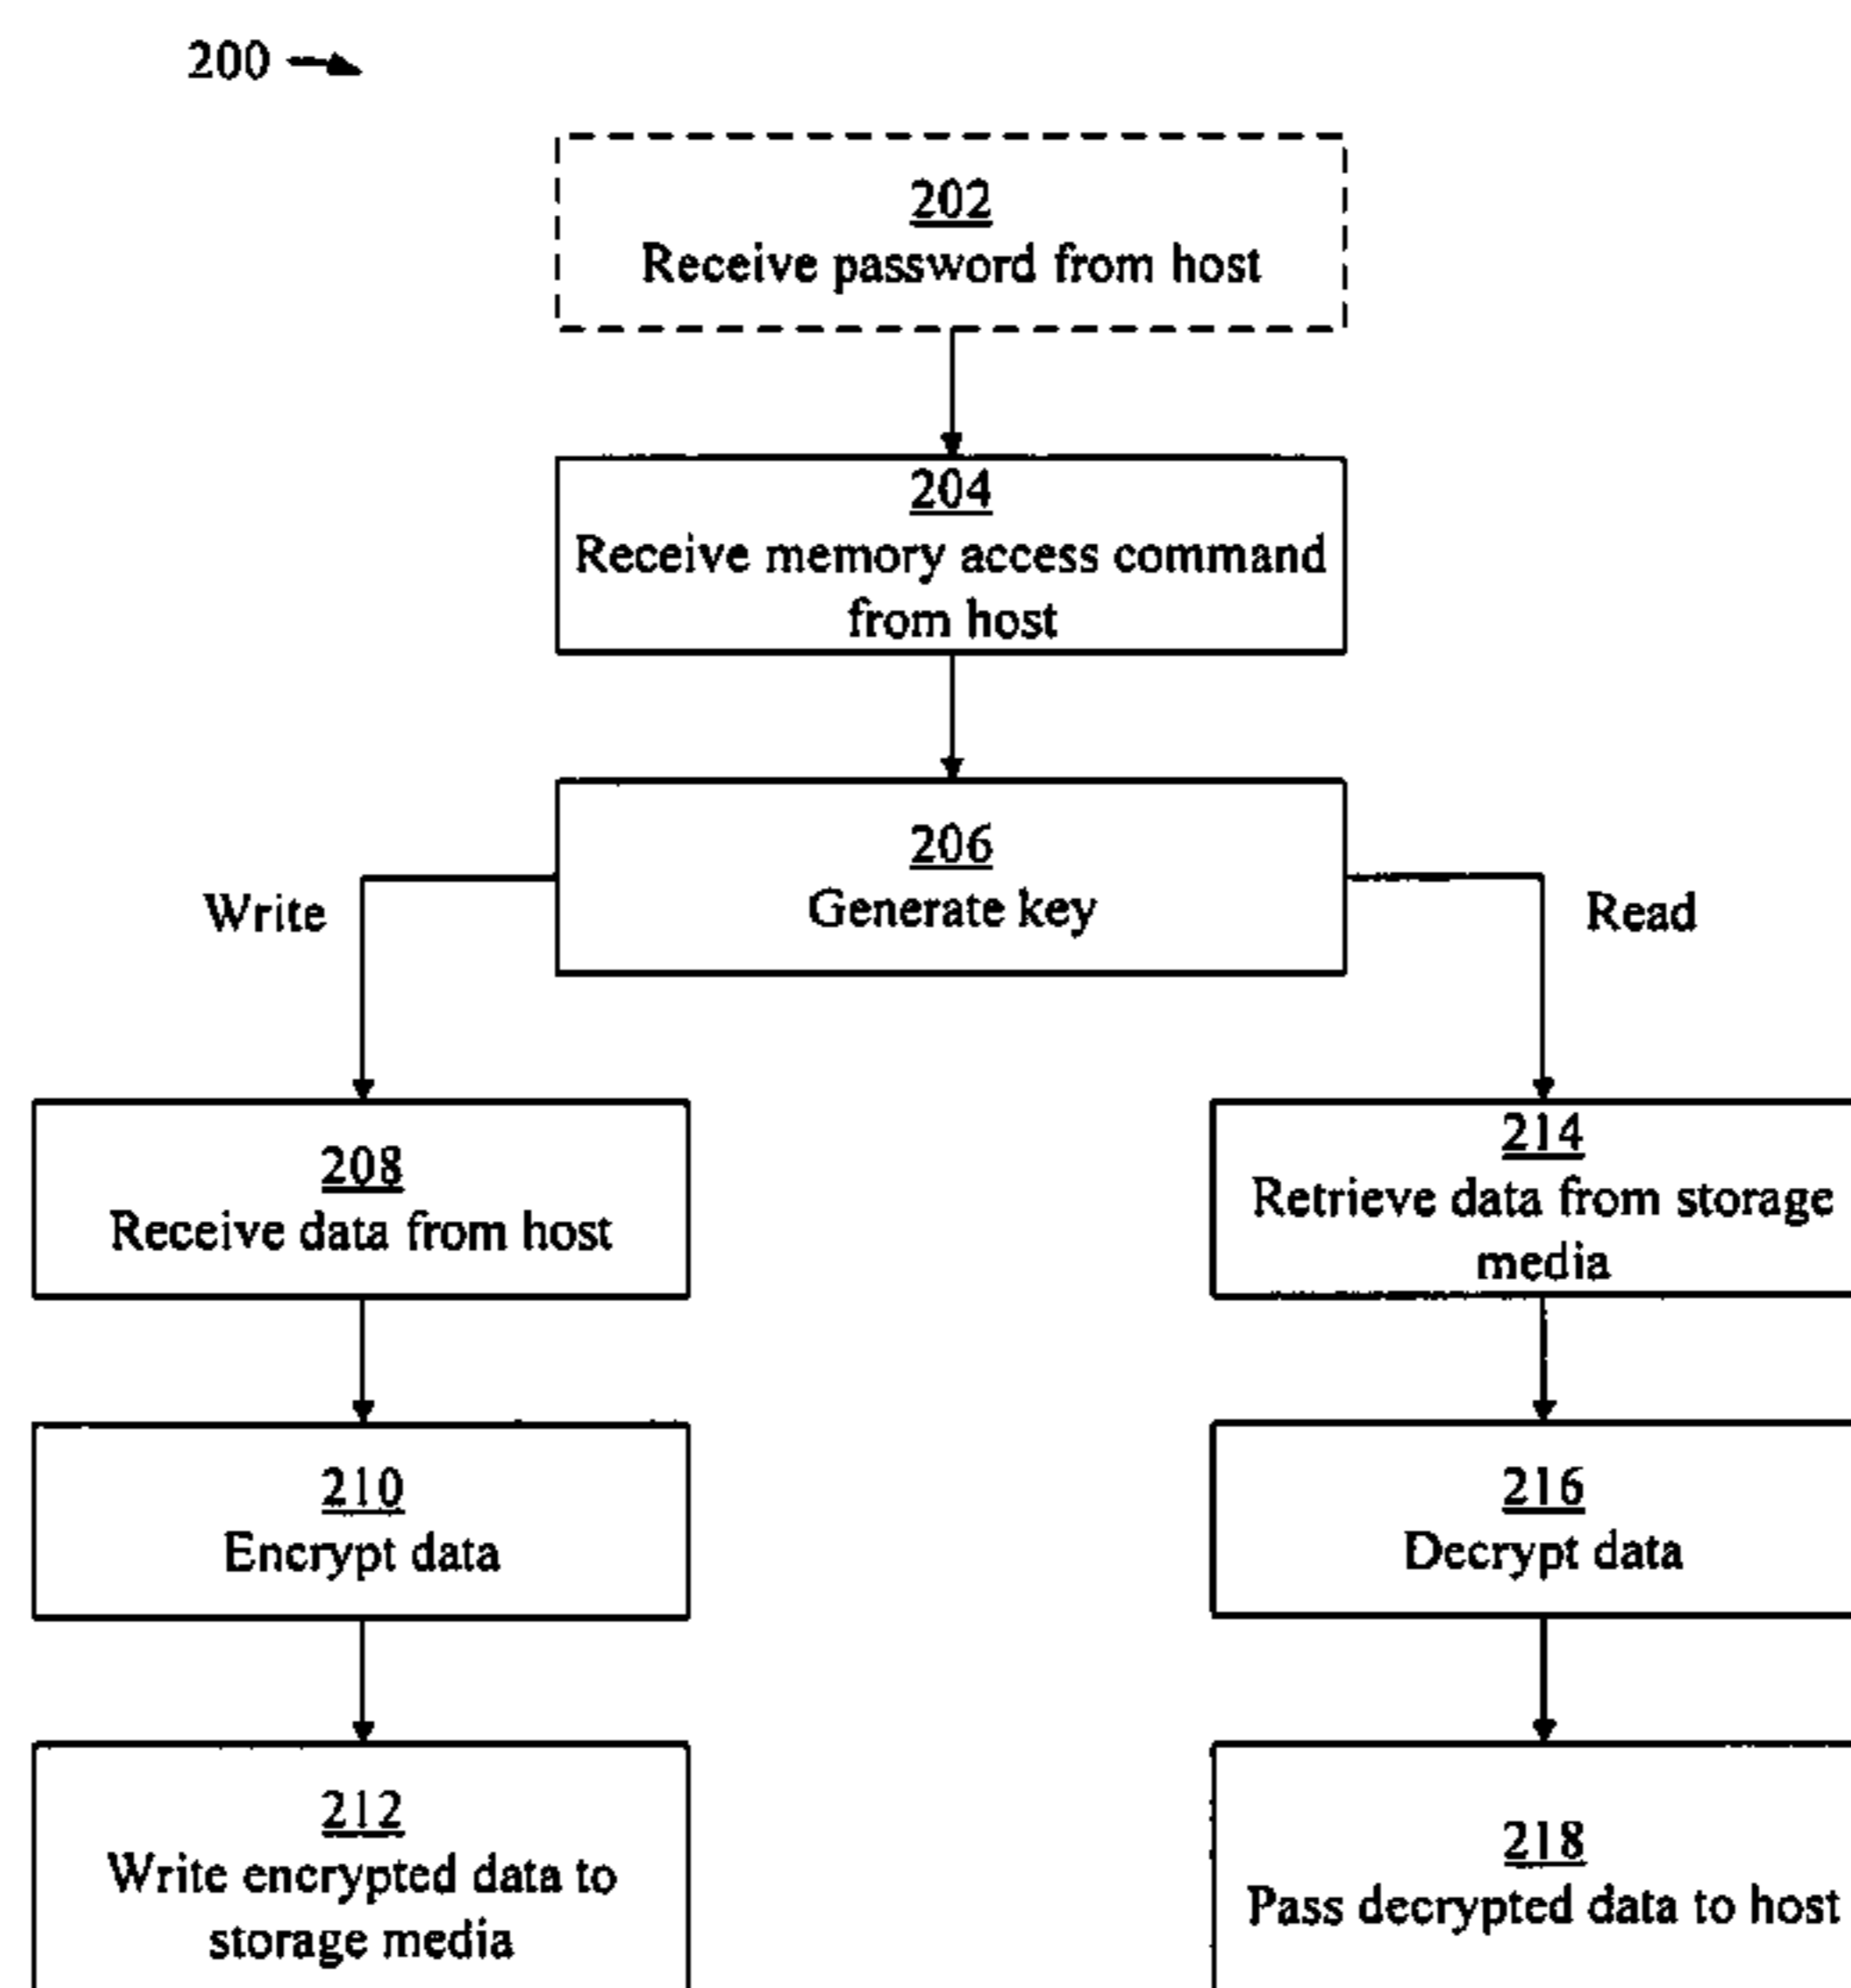 200
202
Receive password from host
204
Receive memory access command
from host
206
Generate key
Write
Read
208
Receive data from host
214
Retrieve data from storage
media
210
Encrypt data
216
Decrypt data
212
Write encrypted data to
storage media
218
Pass decrypted data to host